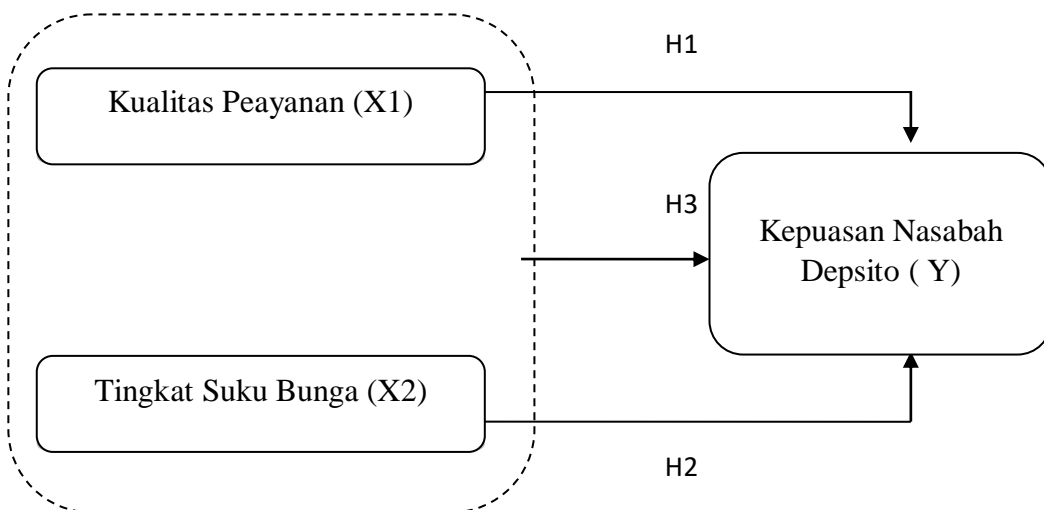 H1
Kualitas Peayanan (X1)
H3
Kepuasan Nasabah
Depsito ( Y)
Tingkat Suku Bunga (X2)
H2